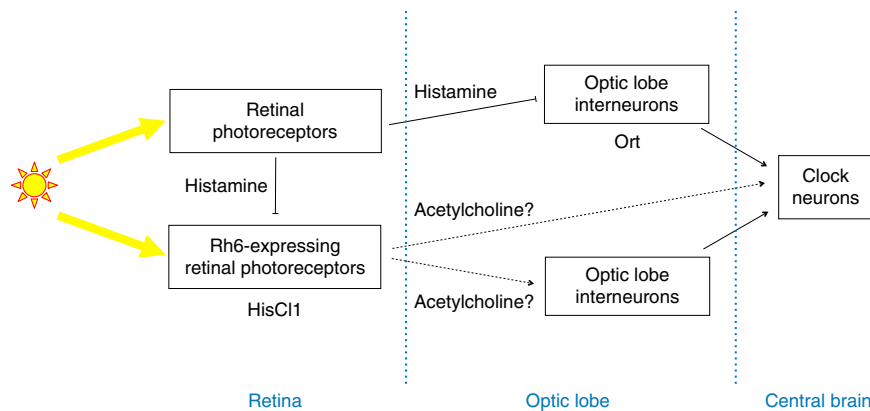 Retinal
photoreceptors
Histamine
Optic lobe
interneurons
Ort
Histamine
Clock
neurons
Acetylcholine?
Rh6-expressing
retinal photoreceptors
HisCl1
Acetylcholine?
Optic lobe
interneurons
Retina
Optic lobe
Central brain